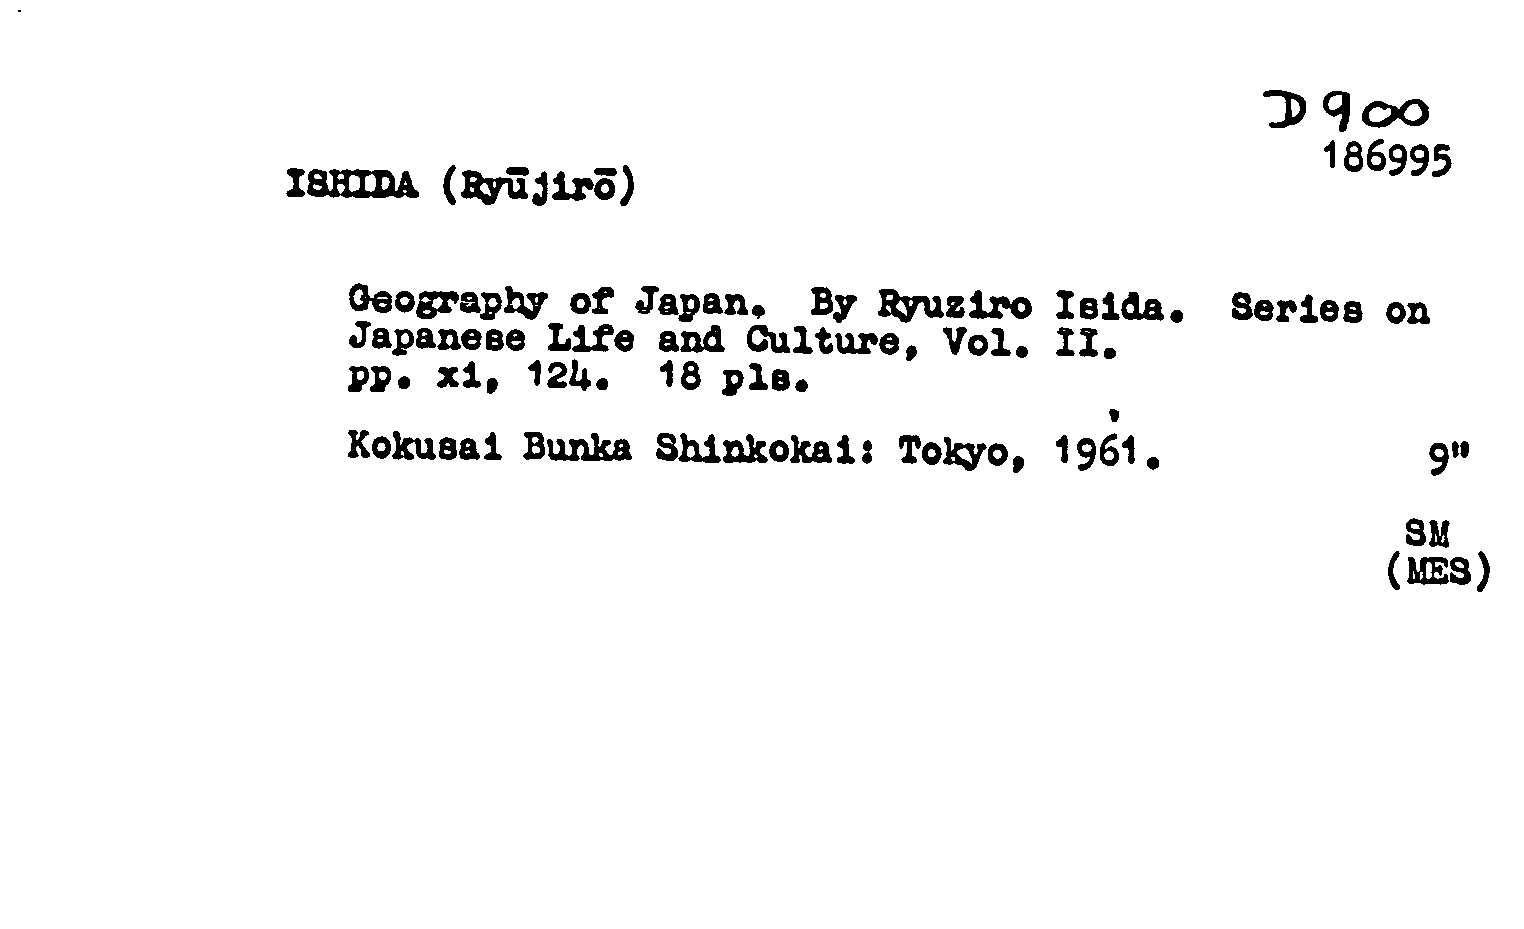 D 900
186995
ISHIDA (Ryūjirō)
Geography of Japan. By Ryuziro Isida. Series on
Japanese Life and Culture, Vol. II.
pp. xi, 124. 18 pls.
Kokusai Bunka Shinkokai: Tokyo, 1961. 9"
SM
(MES)